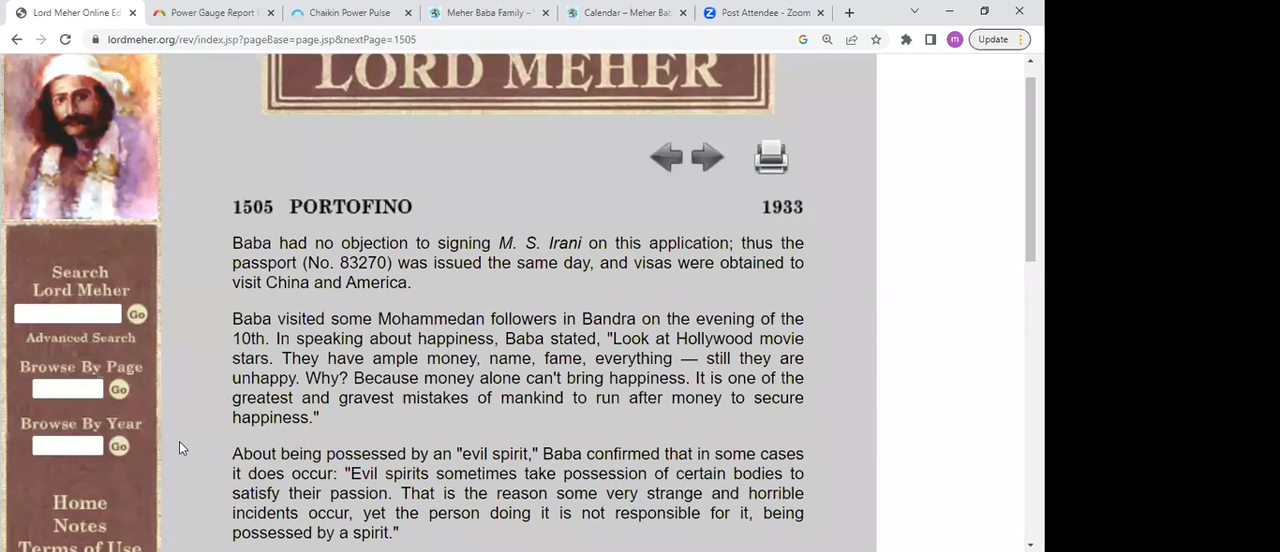 Lord Meher Online Ed
Power Gauge Report
Chaikin Power Pulse
Meher Baba Family –
Calendar – Meher Bab
Post Attendee - Zoom
lordmeher.org/rev/index.jsp?pageBase=page.jsp&nextPage=1505
m
Update
LORD MEHER
1505 PORTOFINO 1933
Baba had no objection to signing M. S. Irani on this application; thus the
passport (No. 83270) was issued the same day, and visas were obtained to
visit China and America.
Baba visited some Mohammedan followers in Bandra on the evening of the
10th. In speaking about happiness, Baba stated, "Look at Hollywood movie
stars. They have ample money, name, fame, everything — still they are
unhappy. Why? Because money alone can't bring happiness. It is one of the
greatest and gravest mistakes of mankind to run after money to secure
happiness."
About being possessed by an "evil spirit," Baba confirmed that in some cases
it does occur: "Evil spirits sometimes take possession of certain bodies to
satisfy their passion. That is the reason some very strange and horrible
incidents occur, yet the person doing it is not responsible for it, being
possessed by a spirit."
Search
Lord Meher
Go
Advanced Search
Browse By Page
Go
Browse By Year
Go
Home
Notes
Terms of Use